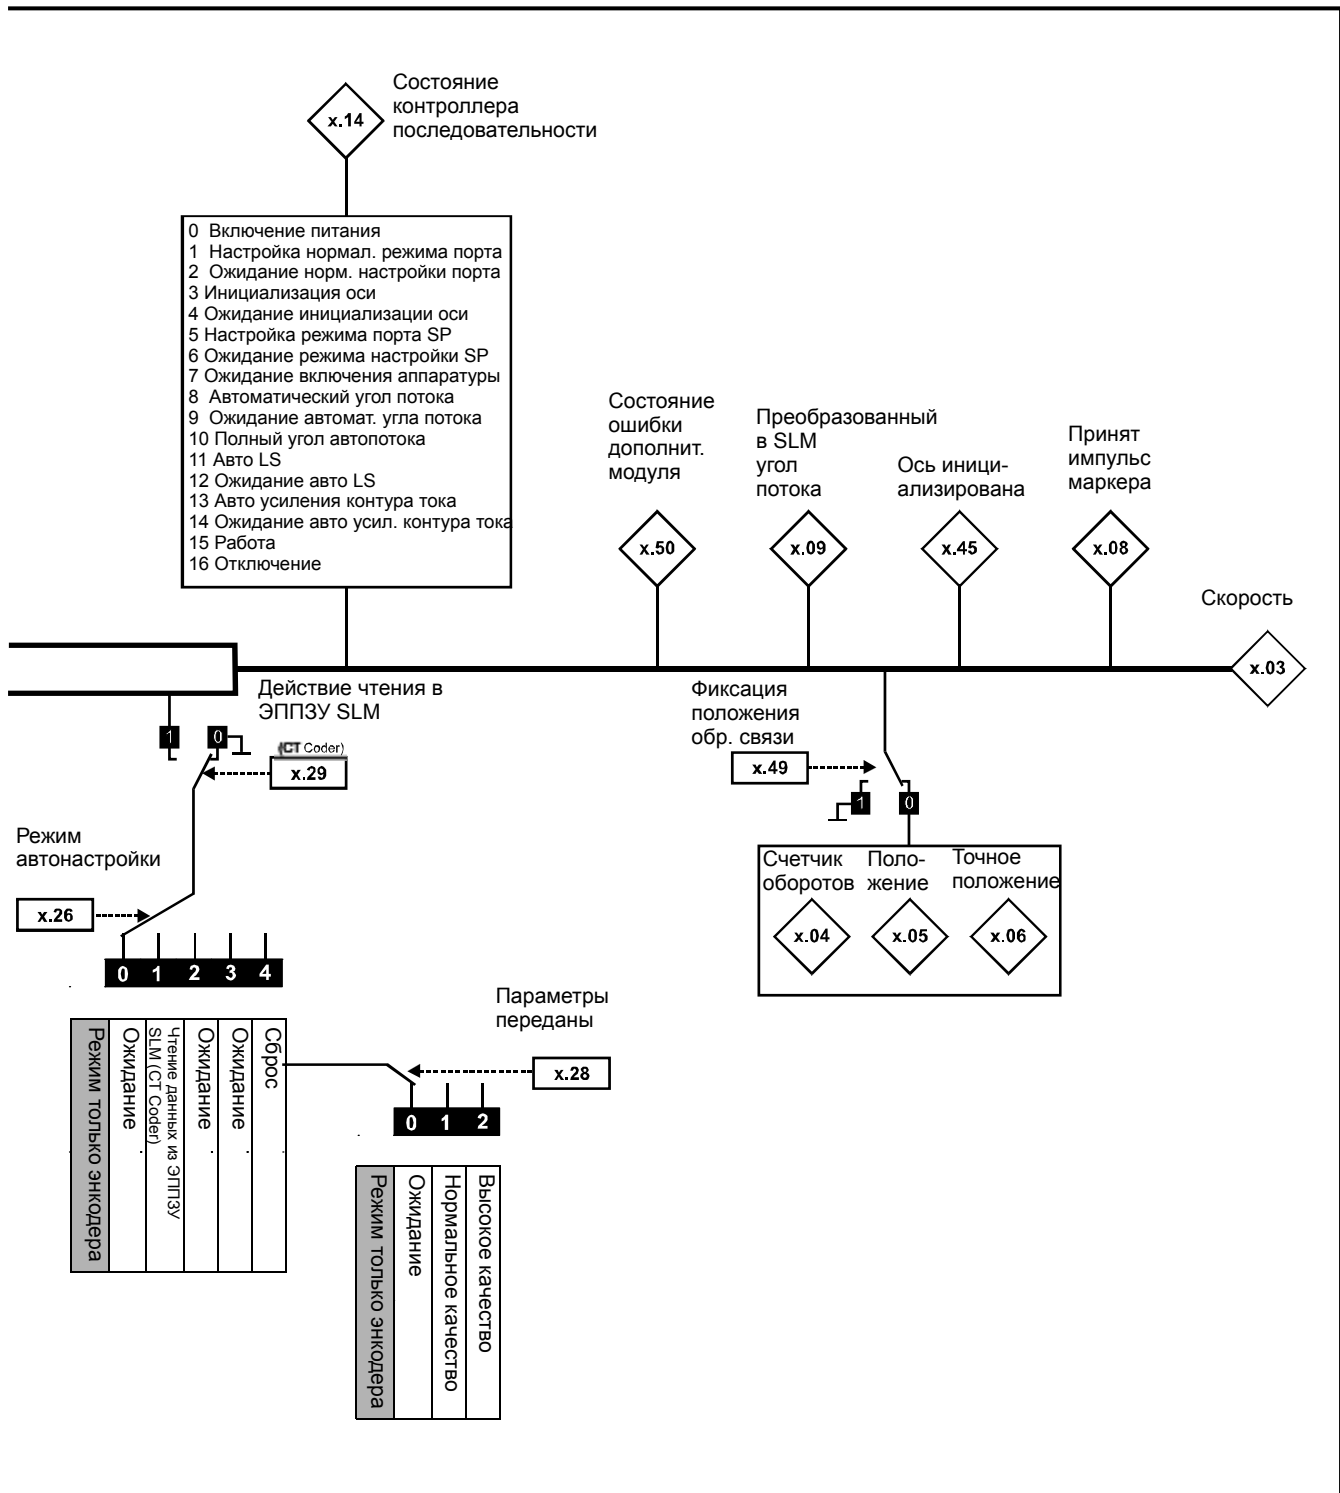 Состояние
контроллера
последовательности
x.14
0 Включение питания
1 Настройка нормал. режима порта
2 Ожидание норм. настройки порта
3 Инициализация оси
4 Ожидание инициализации оси
5 Настройка режима порта SP
6 Ожидание режима настройки SP
7 Ожидание включения аппаратуры
8 Автоматический угол потока
9 Ожидание автомат. угла потока
10 Полный угол автопотока
11 Авто LS
12 Ожидание авто LS
13 Авто усиления контура тока
14 Ожидание авто усил. контура тока
15 Работа
16 Отключение
Состояние
ошибки
дополнит.
модуля
x.50
Преобразованный
в SLM
угол
потока
x.09
Ось иници-
ализирована
x.45
Принят
импульс
маркера
x.08
Скорость
x.03
Действие чтения в
ЭППЗУ SLM
1 0
(CT Coder)
x.29
Фиксация
положения
обр. связи
x.49
1 0
Режим
автонастройки
x.26
0 1 2 3 4
Счетчик
оборотов
x.04
Поло-
жение
x.05
Точное
положение
x.06
Режим только энкодера
Ожидание
Чтение данных из ЭППЗУ
SLM (CT Coder)
Ожидание
Ожидание
Сброс
Параметры
переданы
x.28
0 1 2
Режим только энкодера
Ожидание
Нормальное качество
Высокое качество